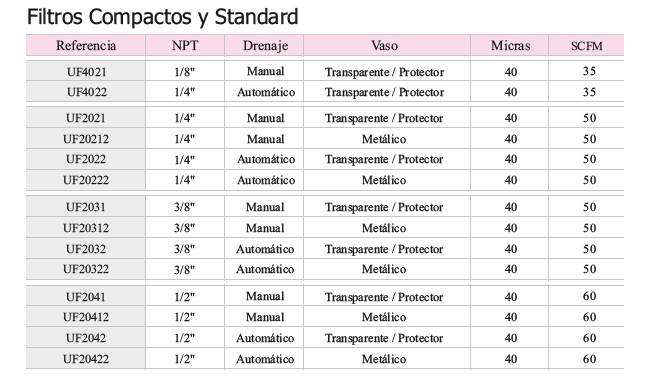 Filtros Compactos y Standard
Referencia NPT Drenaje Vaso Micras SCFM
UF4021 1/8" Manual Transparente / Protector 40 35
UF4022 1/4" Automático Transparente / Protector 40 35
UF2021 1/4" Manual Transparente / Protector 40 50
UF20212 1/4" Manual Metálico 40 50
UF2022 1/4" Automático Transparente / Protector 40 50
UF20222 1/4" Automático Metálico 40 50
UF2031 3/8" Manual Transparente / Protector 40 50
UF20312 3/8" Manual Metálico 40 50
UF2032 3/8" Automático Transparente / Protector 40 50
UF20322 3/8" Automático Metálico 40 50
UF2041 1/2" Manual Transparente / Protector 40 60
UF20412 1/2" Manual Metálico 40 60
UF2042 1/2" Automático Transparente / Protector 40 60
UF20422 1/2" Automático Metálico 40 60